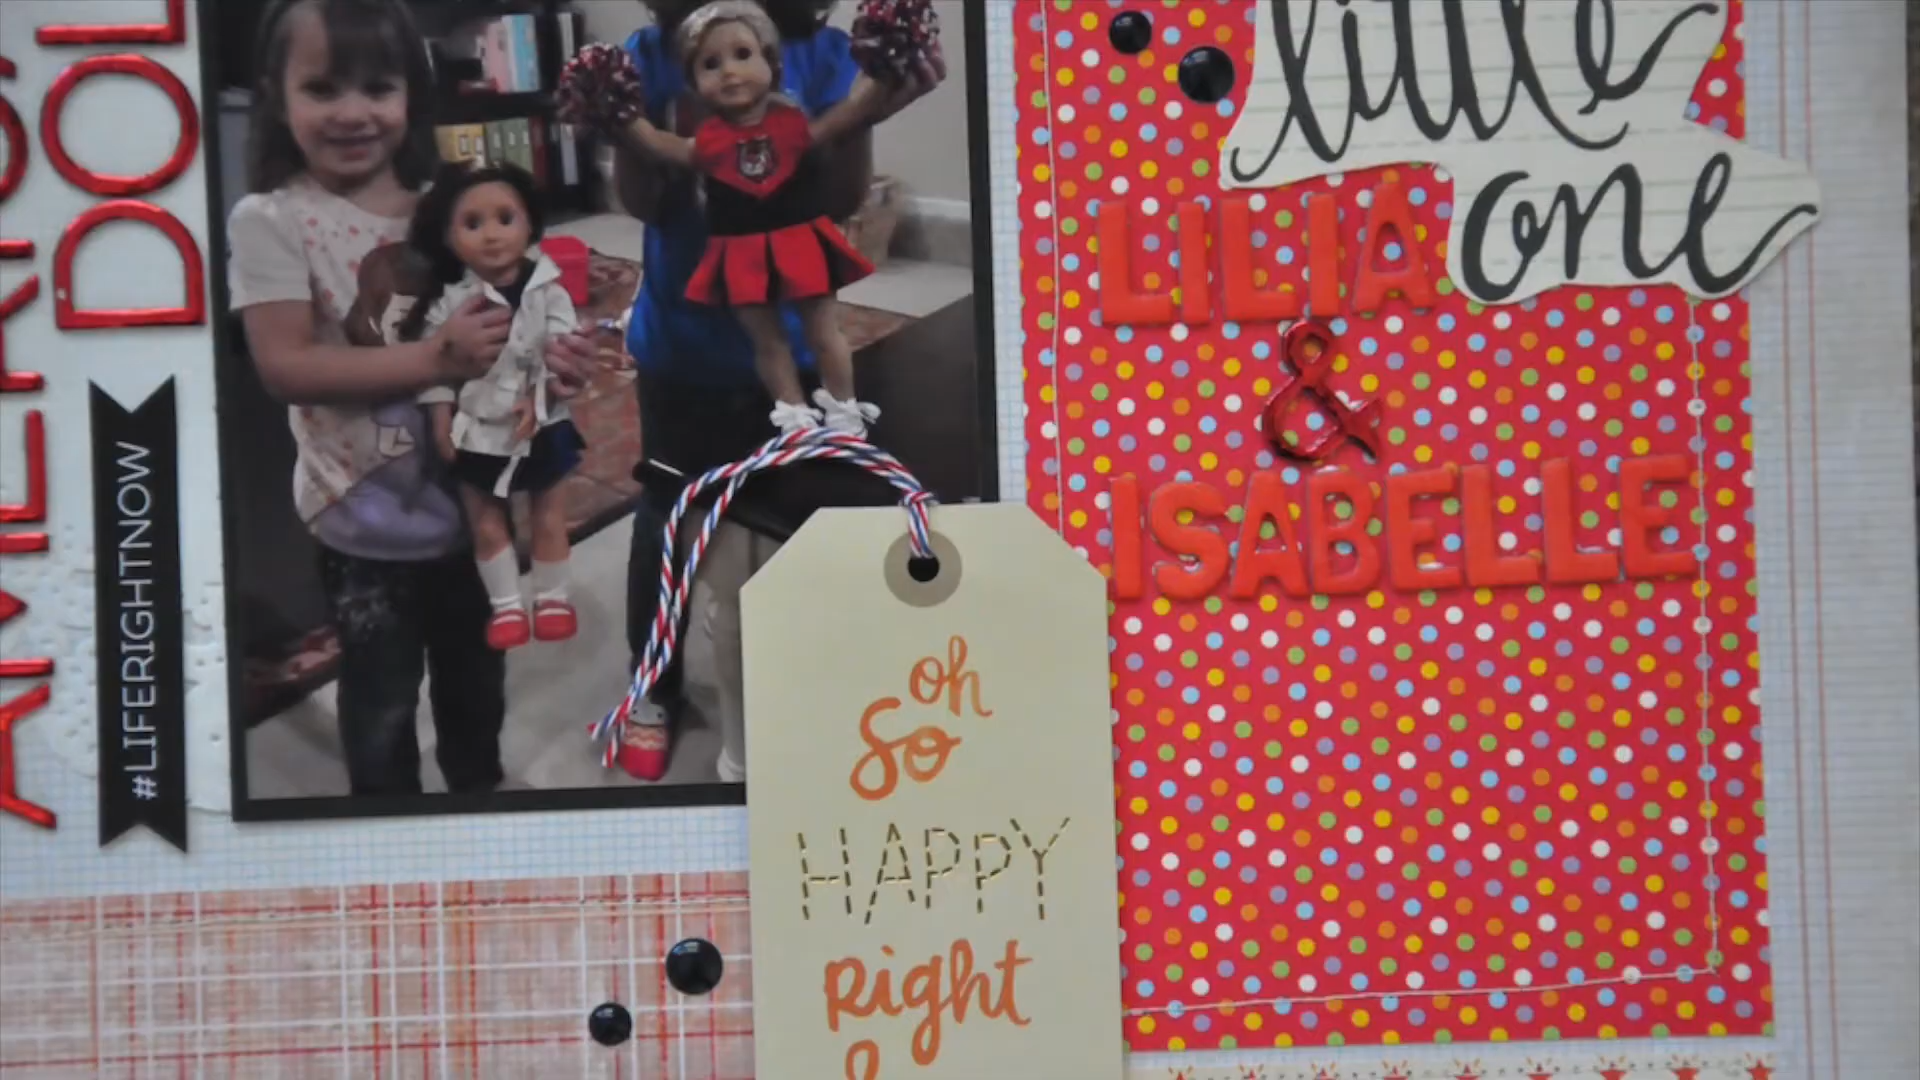 DOL
#LIFERIGHTNOW
little
one
LILIA
&
ISABELLE
oh
So
HAPPY
Right